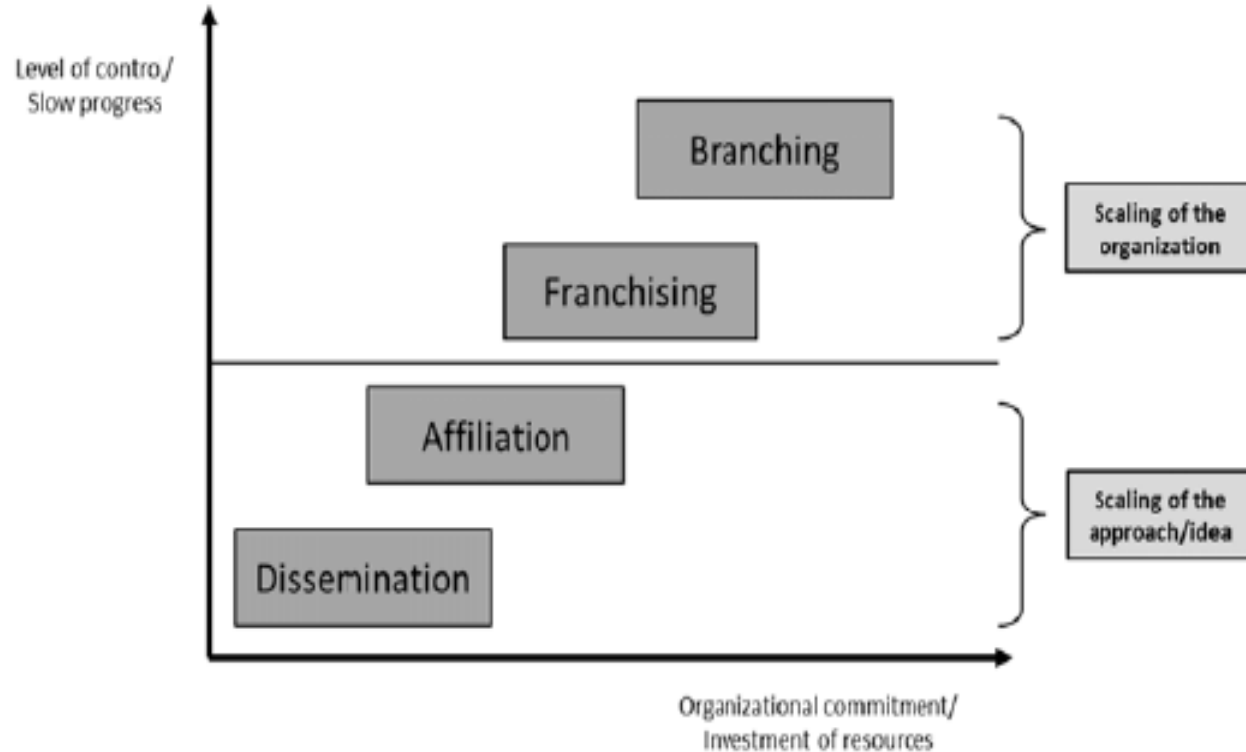 Level of contro./
Slow progress
Branching
Scaling of the
organization
Franchising
Affiliation
Scaling of the
approach/idea
Dissemination
Organizational commitment/
Investment of resources